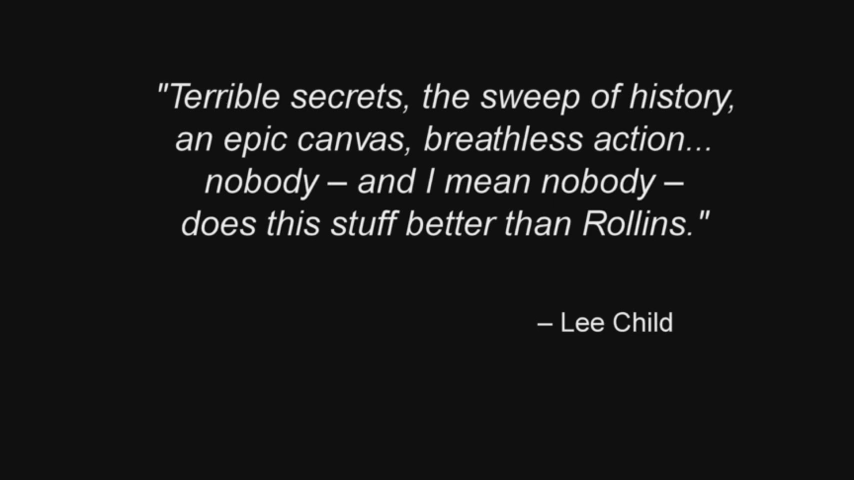 "Terrible secrets, the sweep of history,
an epic canvas, breathless action...
nobody – and I mean nobody –
does this stuff better than Rollins."
– Lee Child